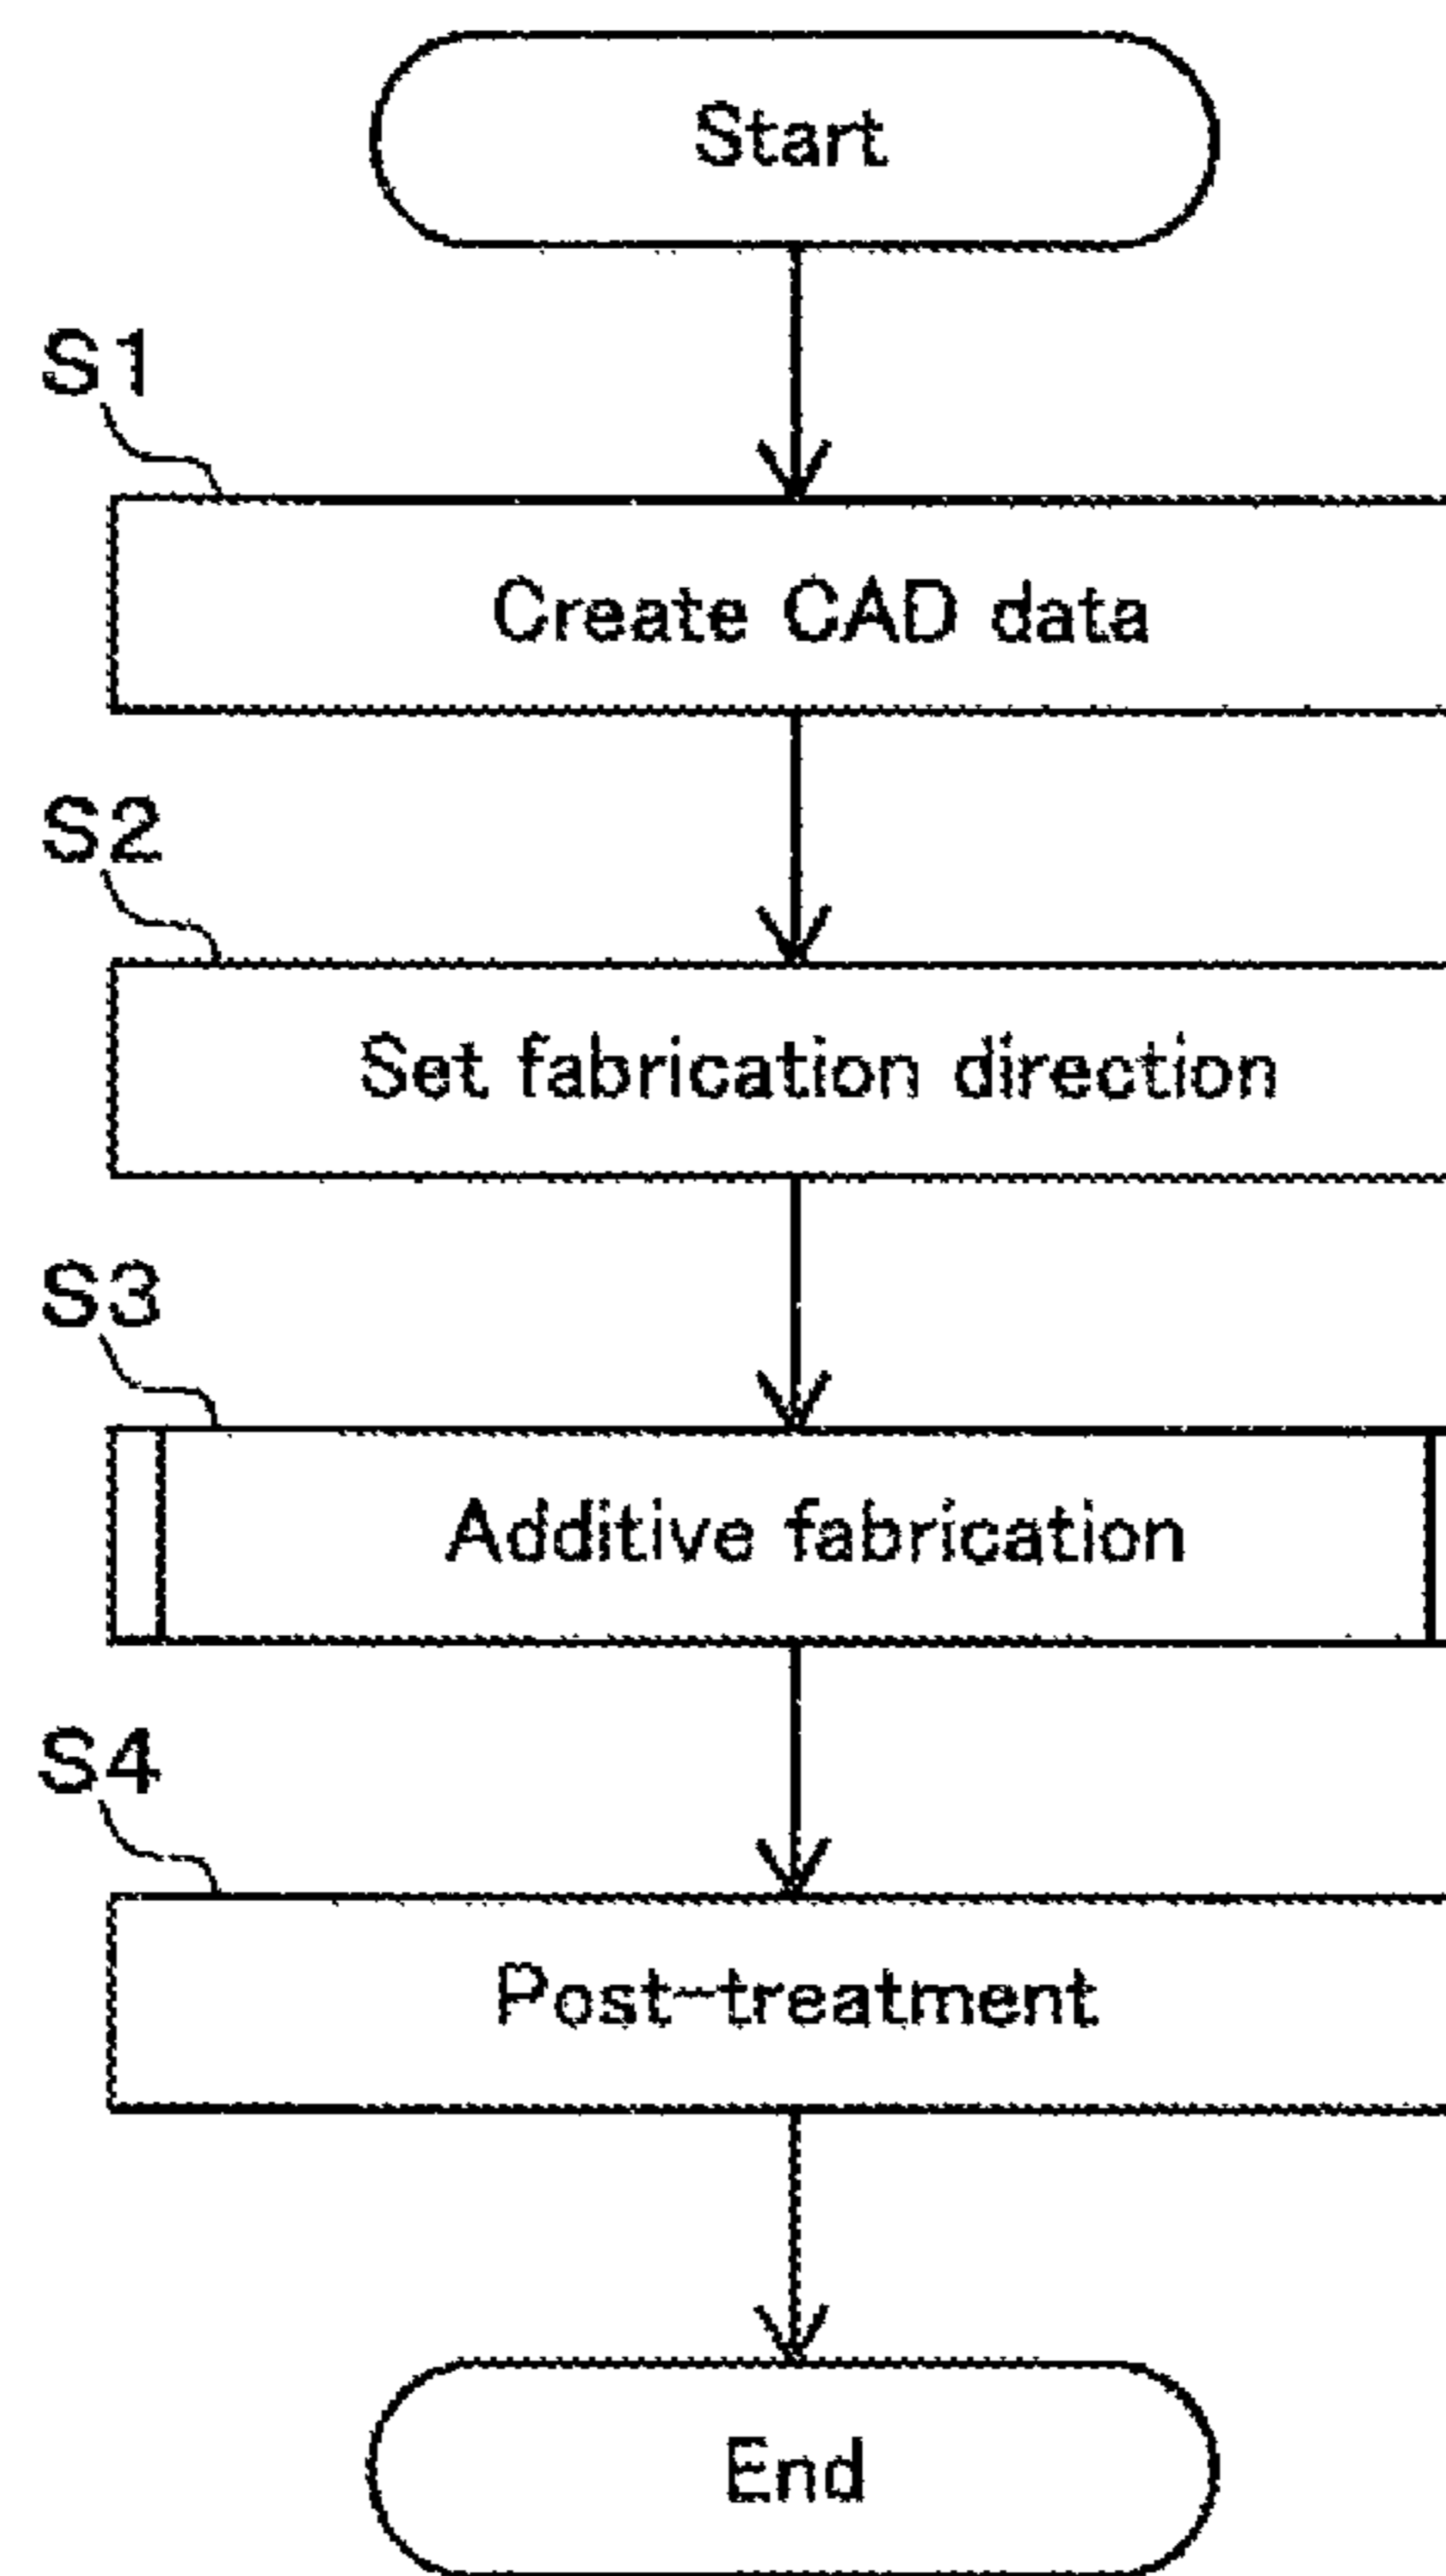 Start
S1
Create CAD data
S2
Set fabrication direction
S3
Additive fabrication
S4
Post-treatment
End